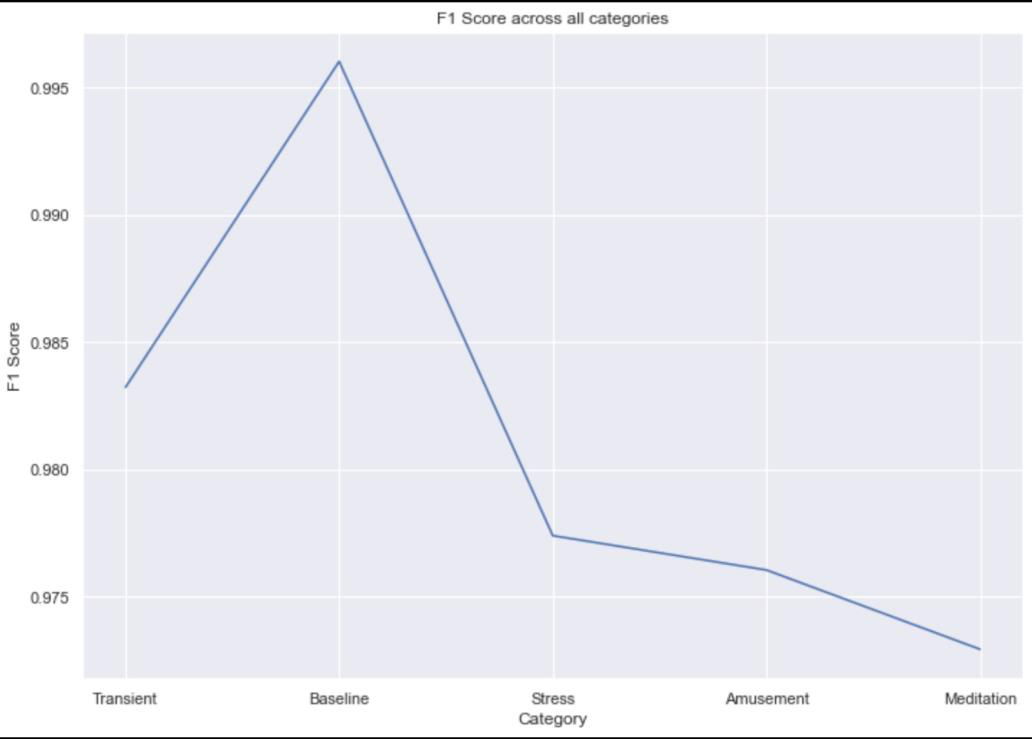 F1 Score across all categories
0.995
0.990
0.985
0.980
0.975
F1 Score
Transient Baseline Stress Amusement Meditation
Category